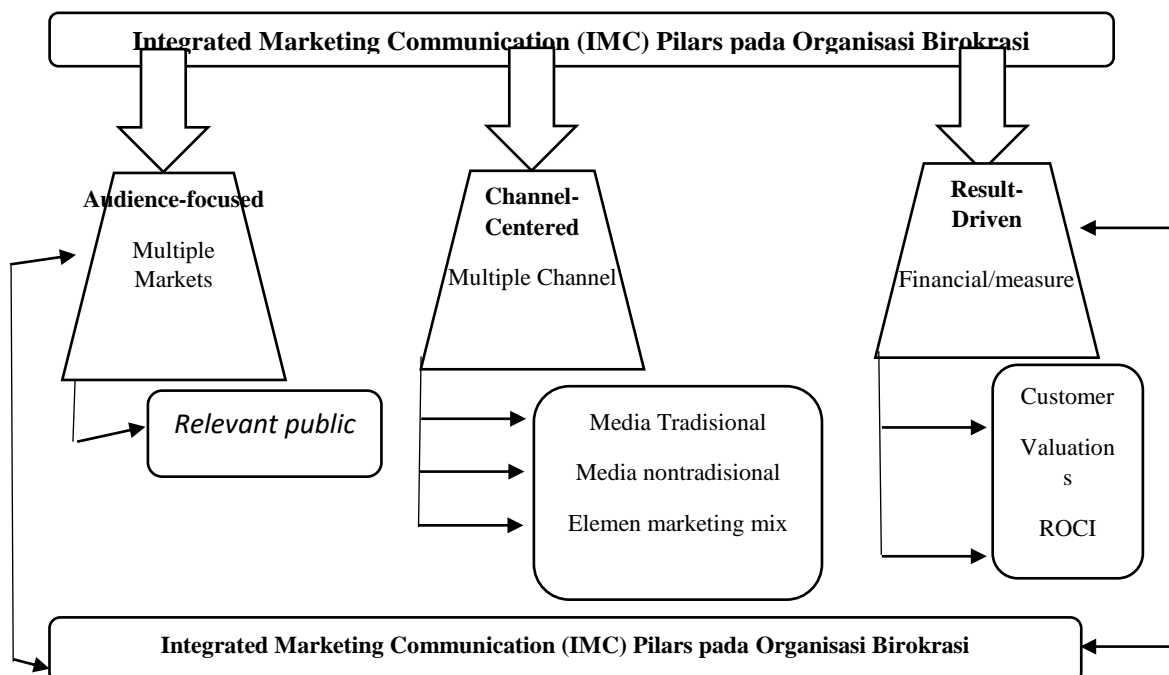 Integrated Marketing Communication (IMC) Pilars pada Organisasi Birokrasi
Audience-focused
Multiple
Markets
Relevant public
Channel-
Centered
Multiple Channel
Media Tradisional
Media nontradisional
Elemen marketing mix
Result-
Driven
Financial/measure
Customer
Valuation
s
ROCI
Integrated Marketing Communication (IMC) Pilars pada Organisasi Birokrasi